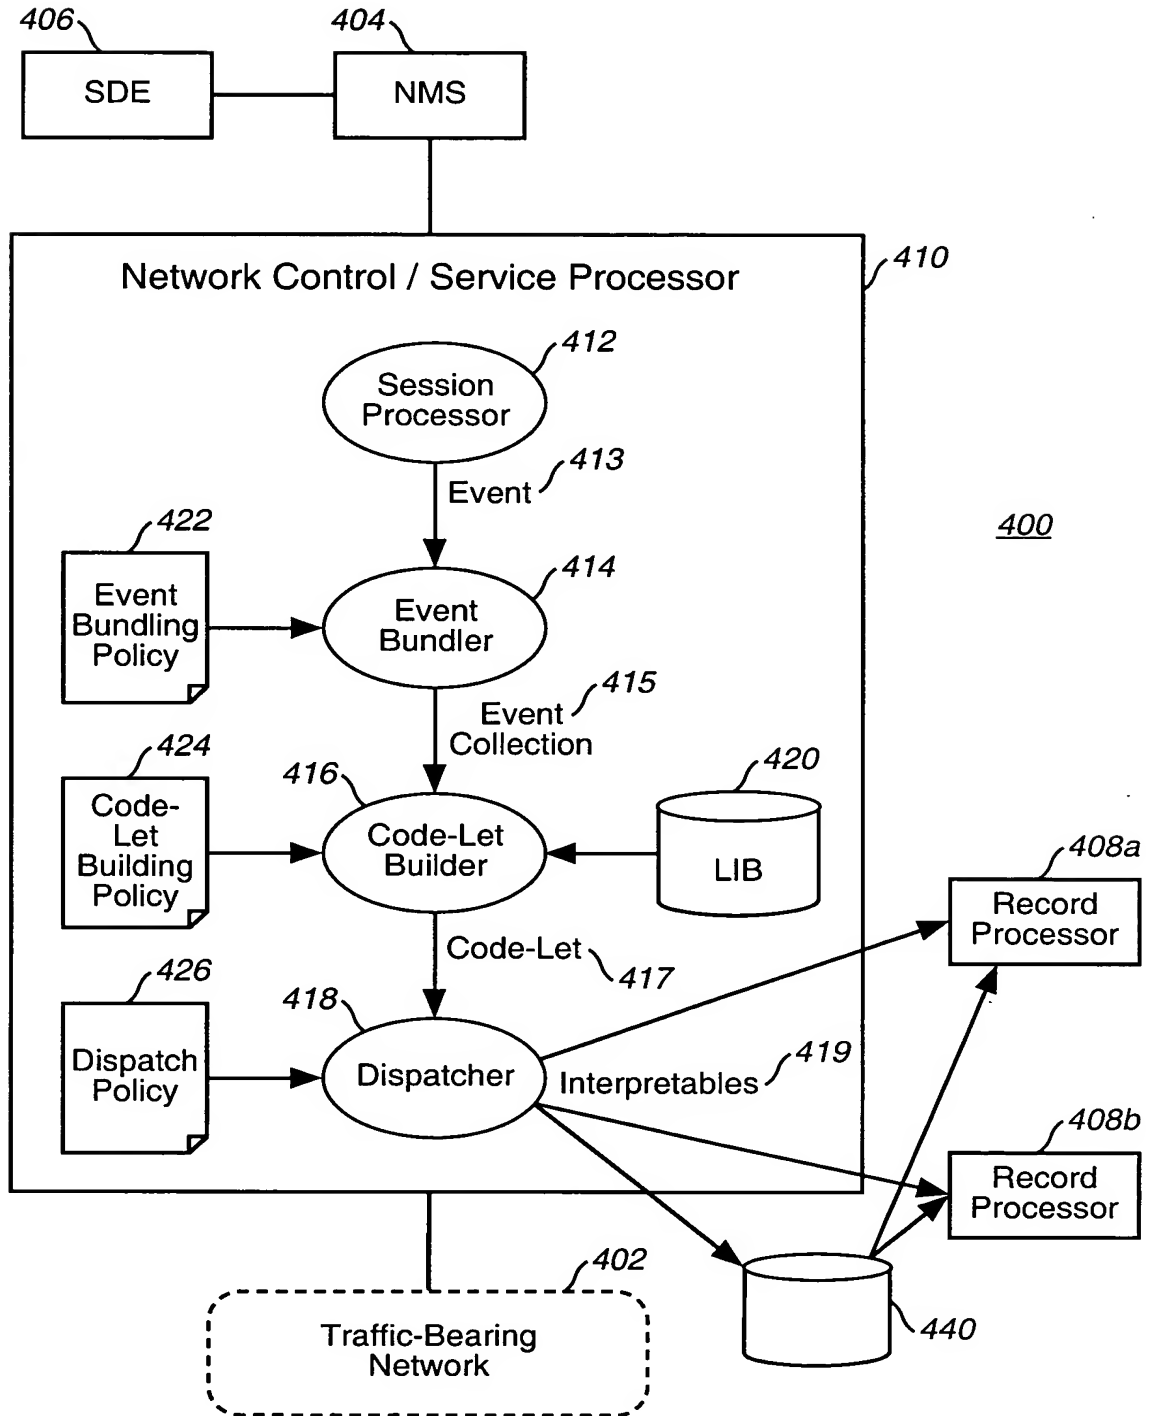 406
404
SDE
NMS
410
Network Control / Service Processor
412
Session
Processor
413
Event
400
422
414
Event
Bundling
Policy
Event
Bundler
415
Event
Collection
424
416
420
Code-
Let
Building
Policy
Code-Let
Builder
LIB
408a
Record
Processor
Code-Let
417
426
418
Dispatch
Policy
Dispatcher
419
Interpretables
408b
Record
Processor
402
Traffic-Bearing
Network
440